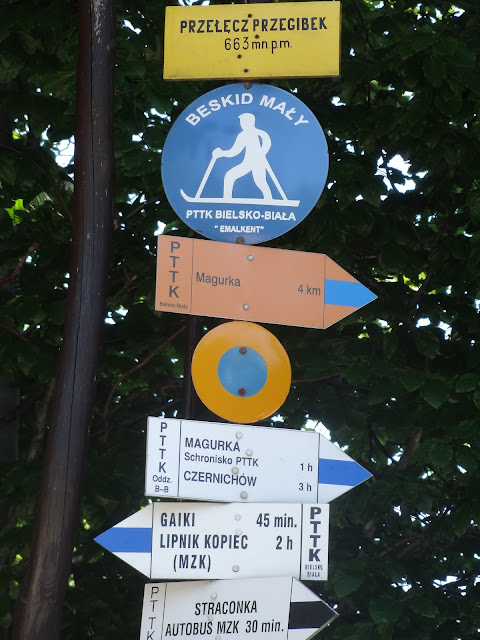 PRZEŁĘCZ PRZEGIBEK
663 m n.p.m.
BESKID MAŁY
PTTK BIELSKO-BIAŁA
"EMALKENT"
PTTK
Bielsko-Biała
Magurka 4 km
PTTK
Oddz.
B-B
MAGURKA
Schronisko PTTK 1 h
CZERNICHÓW 3 h
GAIKI 45 min.
LIPNIK KOPIEC 2 h
(MZK)
PTTK
BIELSKO
BIAŁA
PTTK
STRACONKA
AUTOBUS MZK 30 min.